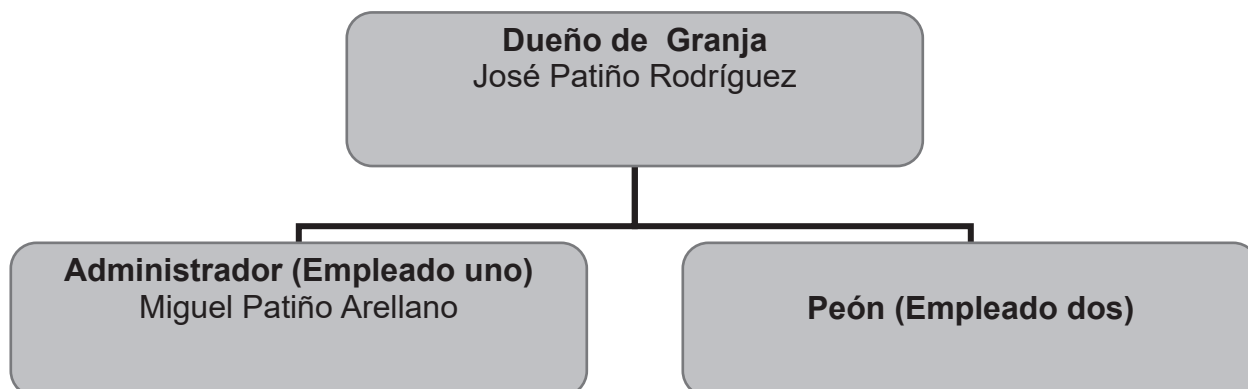 Dueño de Granja
José Patiño Rodríguez
Administrador (Empleado uno)
Miguel Patiño Arellano
Peón (Empleado dos)